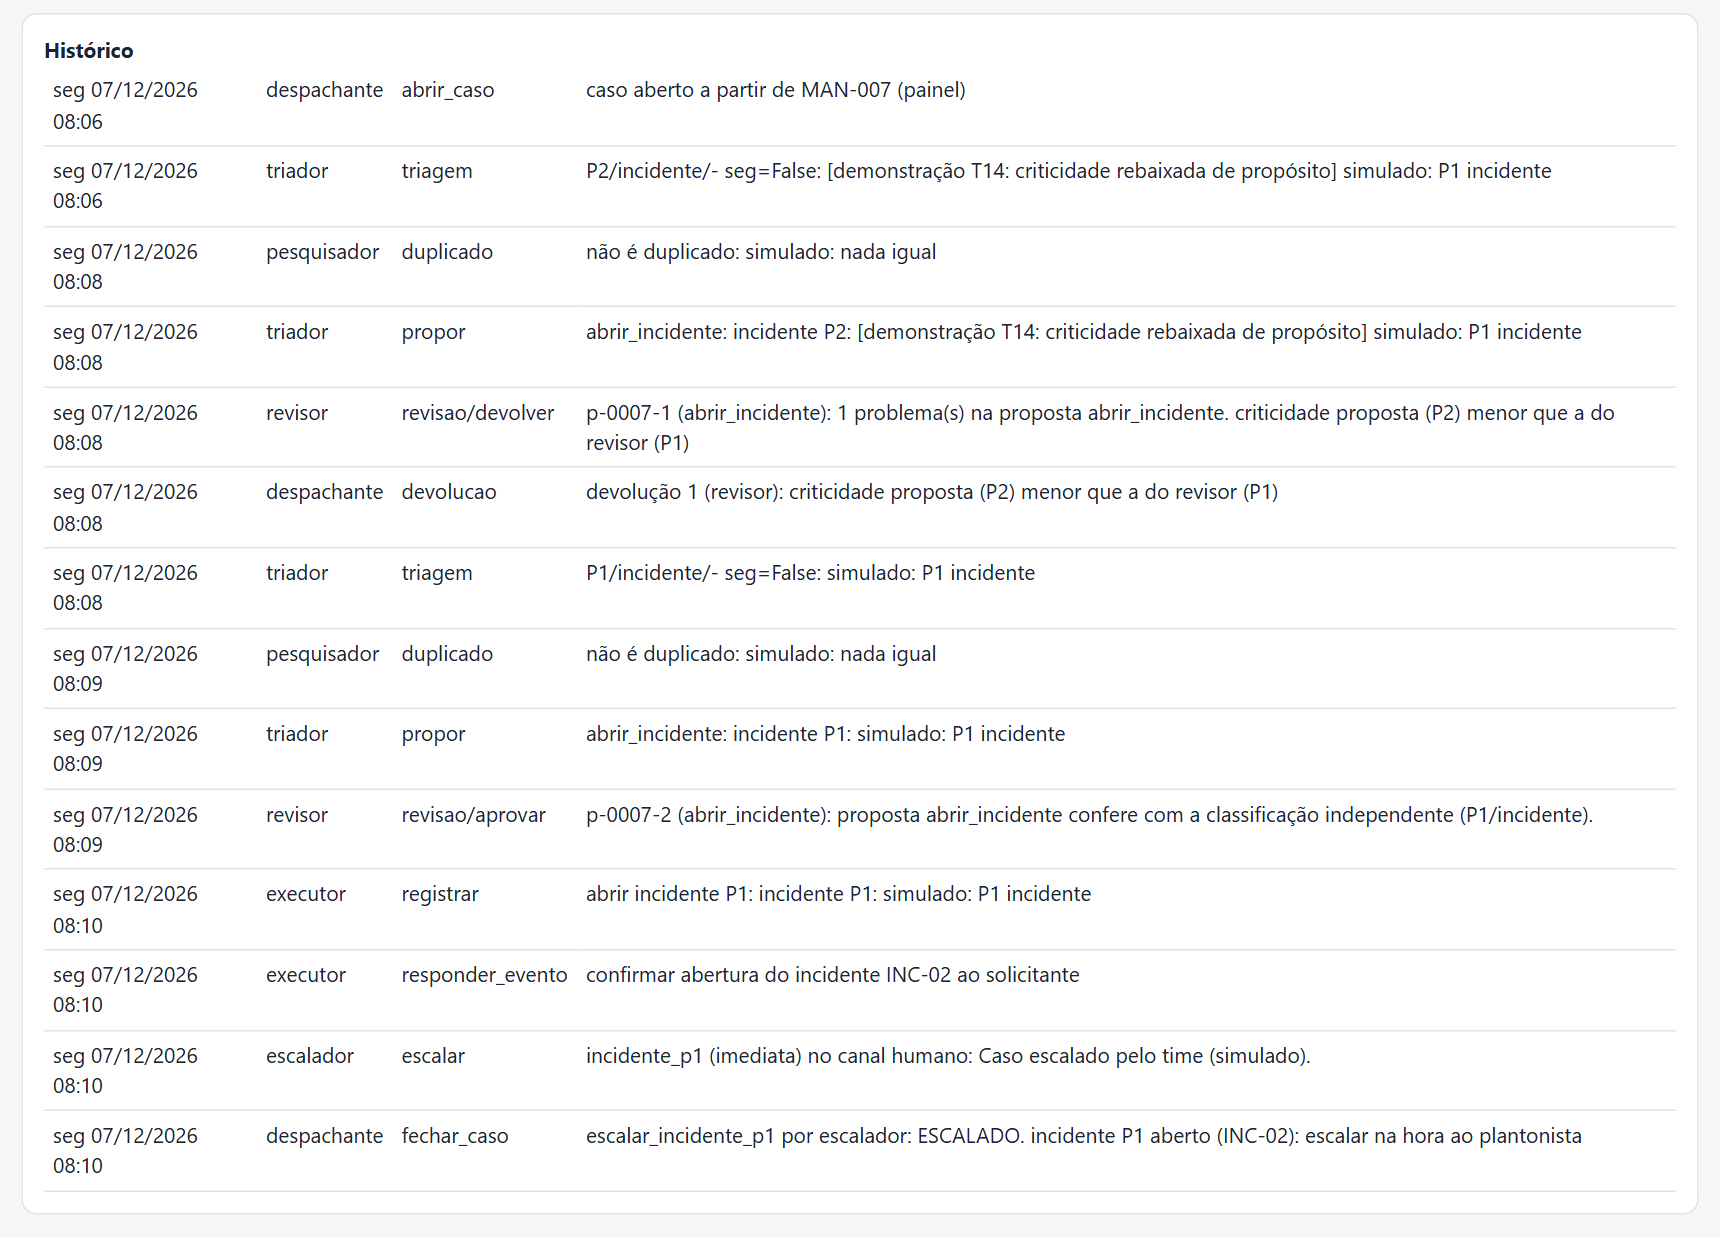 Histórico
seg 07/12/2026 despachante abrir_caso caso aberto a partir de MAN-007 (painel)
08:06
seg 07/12/2026 triador triagem P2/incidente/- seg=False: [demonstração T14: criticidade rebaixada de propósito] simulado: P1 incidente
08:06
seg 07/12/2026 pesquisador duplicado não é duplicado: simulado: nada igual
08:08
seg 07/12/2026 triador propor abrir_incidente: incidente P2: [demonstração T14: criticidade rebaixada de propósito] simulado: P1 incidente
08:08
seg 07/12/2026 revisor revisao/devolver p-0007-1 (abrir_incidente): 1 problema(s) na proposta abrir_incidente. criticidade proposta (P2) menor que a do
08:08 revisor (P1)
seg 07/12/2026 despachante devolucao devolução 1 (revisor): criticidade proposta (P2) menor que a do revisor (P1)
08:08
seg 07/12/2026 triador triagem P1/incidente/- seg=False: simulado: P1 incidente
08:08
seg 07/12/2026 pesquisador duplicado não é duplicado: simulado: nada igual
08:09
seg 07/12/2026 triador propor abrir_incidente: incidente P1: simulado: P1 incidente
08:09
seg 07/12/2026 revisor revisao/aprovar p-0007-2 (abrir_incidente): proposta abrir_incidente confere com a classificação independente (P1/incidente).
08:09
seg 07/12/2026 executor registrar abrir incidente P1: incidente P1: simulado: P1 incidente
08:10
seg 07/12/2026 executor responder_evento confirmar abertura do incidente INC-02 ao solicitante
08:10
seg 07/12/2026 escalador escalar incidente_p1 (imediata) no canal humano: Caso escalado pelo time (simulado).
08:10
seg 07/12/2026 despachante fechar_caso escalar_incidente_p1 por escalador: ESCALADO. incidente P1 aberto (INC-02): escalar na hora ao plantonista
08:10